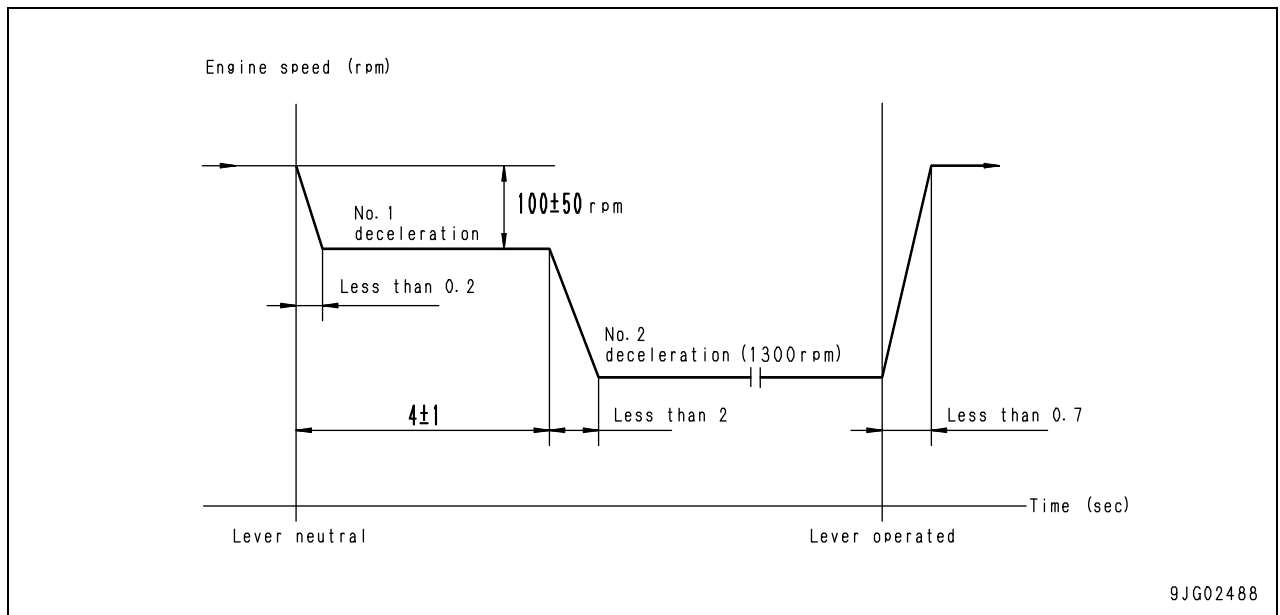 Engine speed (rpm)
100±50 rpm
No. 1
deceleration
Less than 0.2
No. 2
deceleration (1300rpm)
4±1
Less than 2
Less than 0.7
Time (sec)
Lever neutral
Lever operated
9JG02488